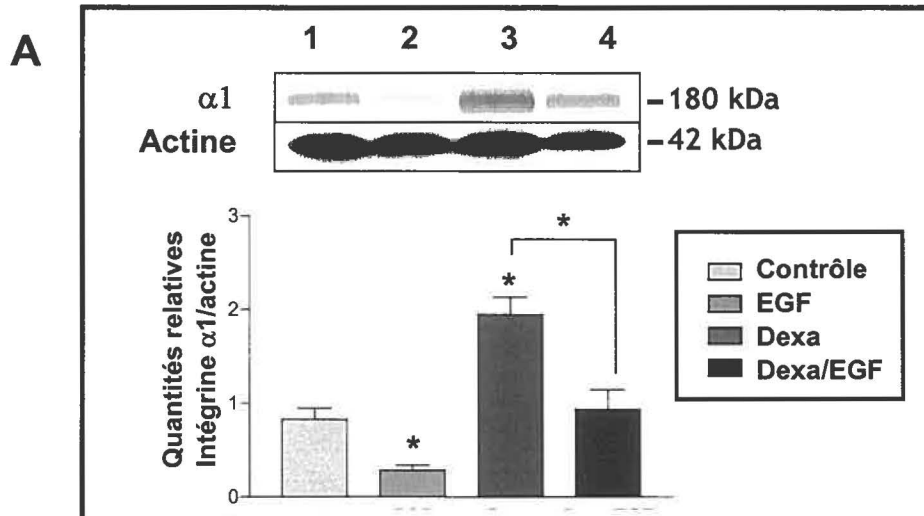 A
1 2 3 4
α1 – 180 kDa
Actine – 42 kDa
Quantités relatives
Intégrine α1/actine
3
2
1
0
*
*
*
Contrôle
EGF
Dexa
Dexa/EGF